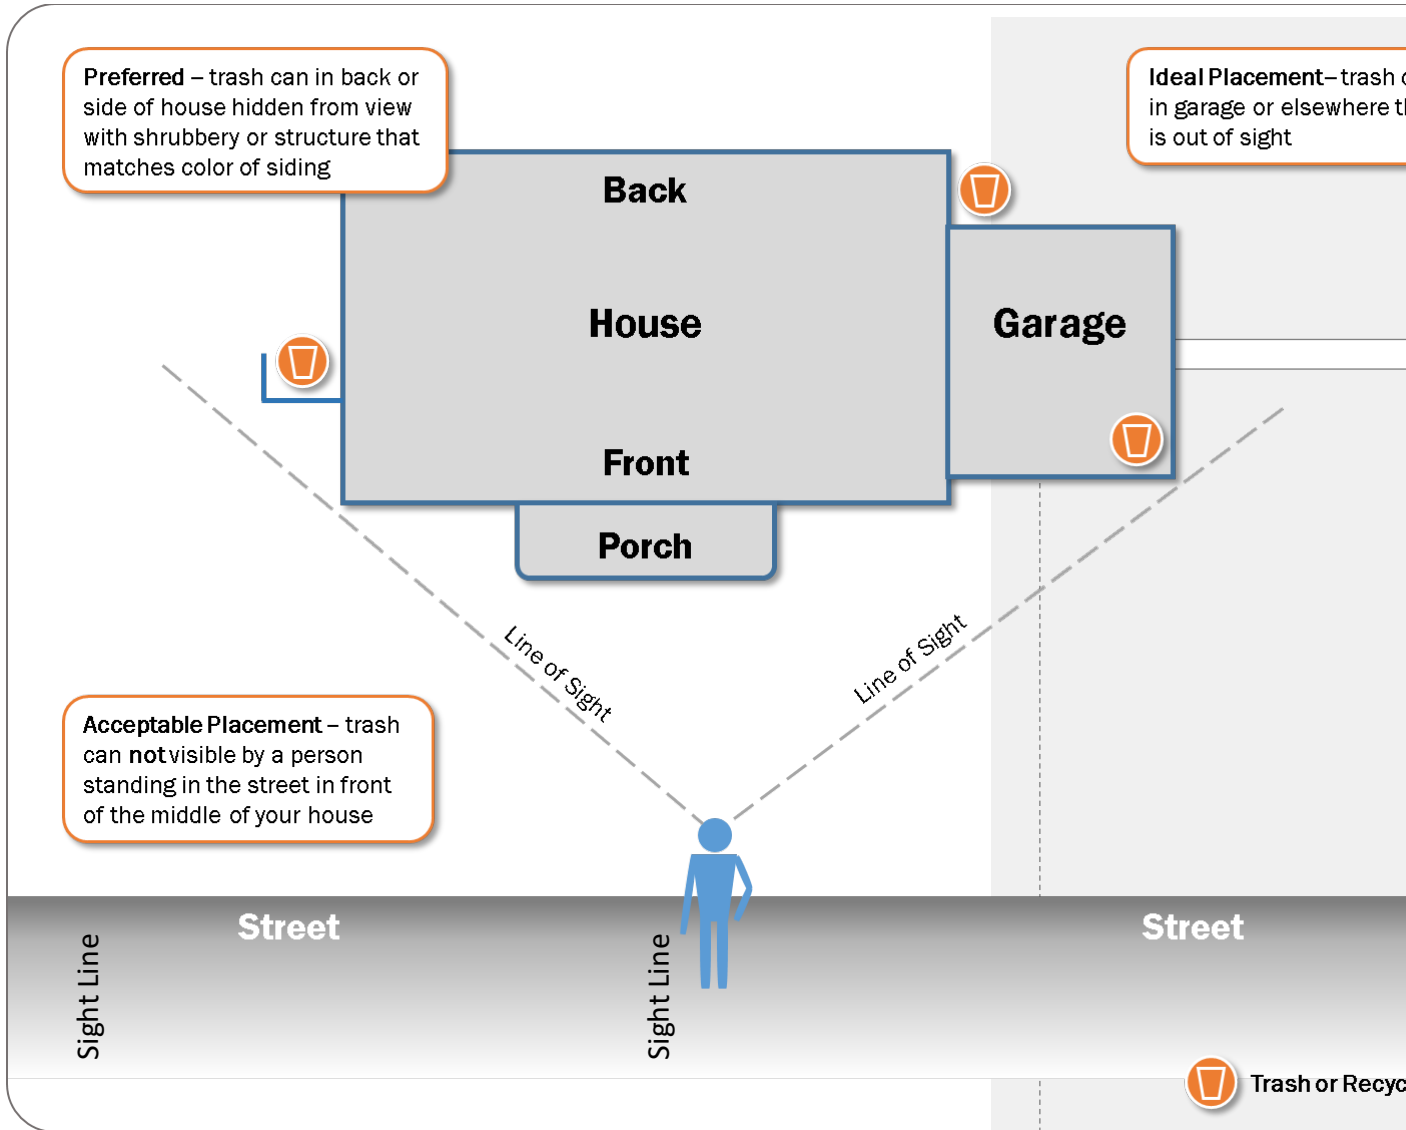 Preferred – trash can in back or
side of house hidden from view
with shrubbery or structure that
matches color of siding
Ideal Placement– trash
in garage or elsewhere
is out of sight
Back
House
Garage
Front
Porch
Line of Sight
Line of Sight
Acceptable Placement – trash
can not visible by a person
standing in the street in front
of the middle of your house
Street
Street
Sight Line
Sight Line
Trash or